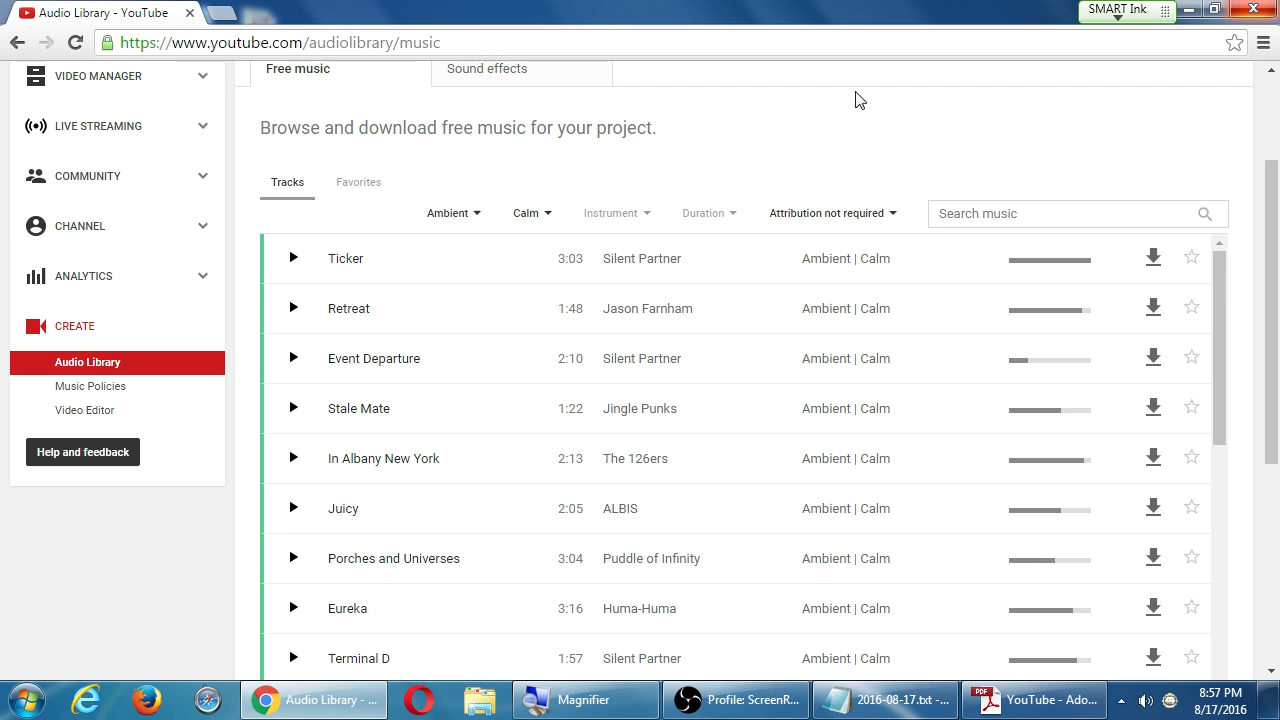 Audio Library - YouTube
SMART Ink
https://www.youtube.com/audiolibrary/music
VIDEO MANAGER
LIVE STREAMING
COMMUNITY
CHANNEL
ANALYTICS
CREATE
Audio Library
Music Policies
Video Editor
Help and feedback
Free music
Sound effects
Browse and download free music for your project.
Tracks Favorites
Ambient Calm Instrument Duration Attribution not required Search music
Ticker 3:03 Silent Partner Ambient | Calm
Retreat 1:48 Jason Farnham Ambient | Calm
Event Departure 2:10 Silent Partner Ambient | Calm
Stale Mate 1:22 Jingle Punks Ambient | Calm
In Albany New York 2:13 The 126ers Ambient | Calm
Juicy 2:05 ALBIS Ambient | Calm
Porches and Universes 3:04 Puddle of Infinity Ambient | Calm
Eureka 3:16 Huma-Huma Ambient | Calm
Terminal D 1:57 Silent Partner Ambient | Calm
Audio Library - ...
Magnifier
Profile: ScreenR...
2016-08-17.txt -...
PDF
YouTube - Ado...
8:57 PM
8/17/2016